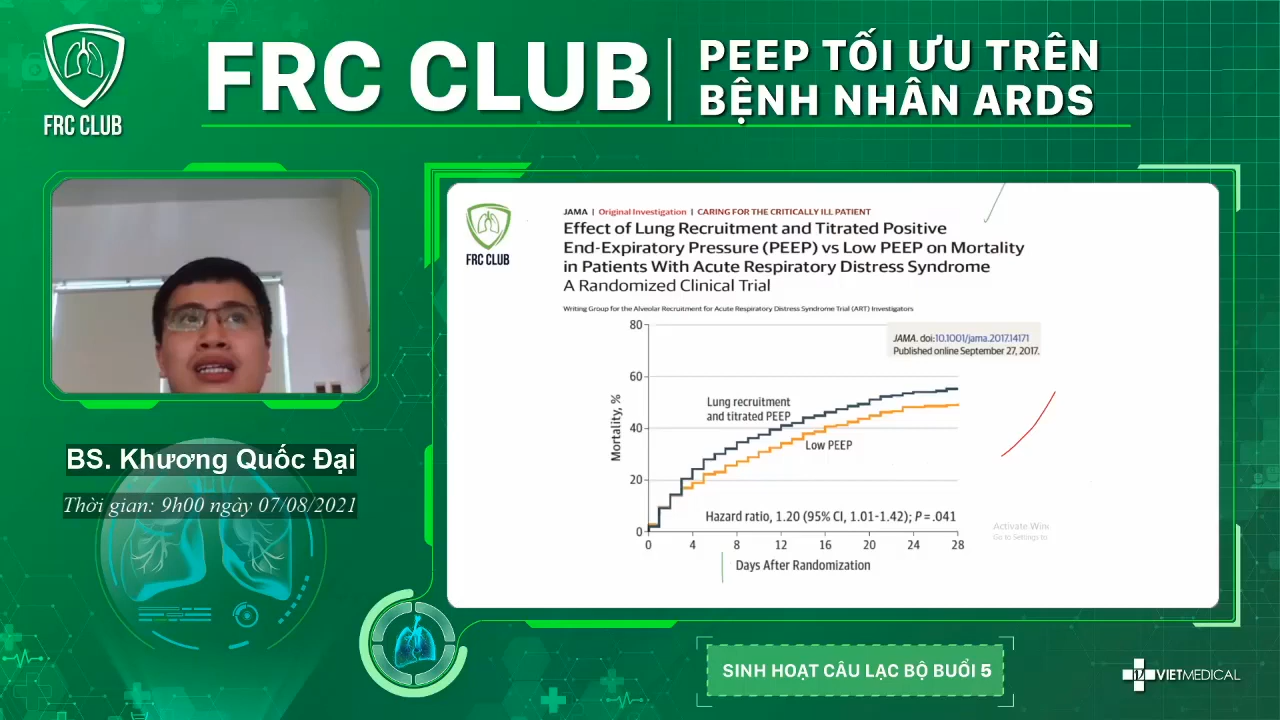 FRC CLUB
FRC CLUB
PEEP TỐI ƯU TRÊN
BỆNH NHÂN ARDS
BS. Khương Quốc Đại
Thời gian: 9h00 ngày 07/08/2021
FRC CLUB
JAMA | Original Investigation | CARING FOR THE CRITICALLY ILL PATIENT
Effect of Lung Recruitment and Titrated Positive
End-Expiratory Pressure (PEEP) vs Low PEEP on Mortality
in Patients With Acute Respiratory Distress Syndrome
A Randomized Clinical Trial
Writing Group for the Alveolar Recruitment for Acute Respiratory Distress Syndrome Trial (ART) Investigators
JAMA. doi:10.1001/jama.2017.14171
Published online September 27, 2017.
Mortality, %
80
60
40
20
0
Lung recruitment
and titrated PEEP
Low PEEP
Hazard ratio, 1.20 (95% CI, 1.01-1.42); P = .041
0 4 8 12 16 20 24 28
Days After Randomization
Activate Win
Go to Settings to
SINH HOẠT CÂU LẠC BỘ BUỔI 5
VIETMEDICAL